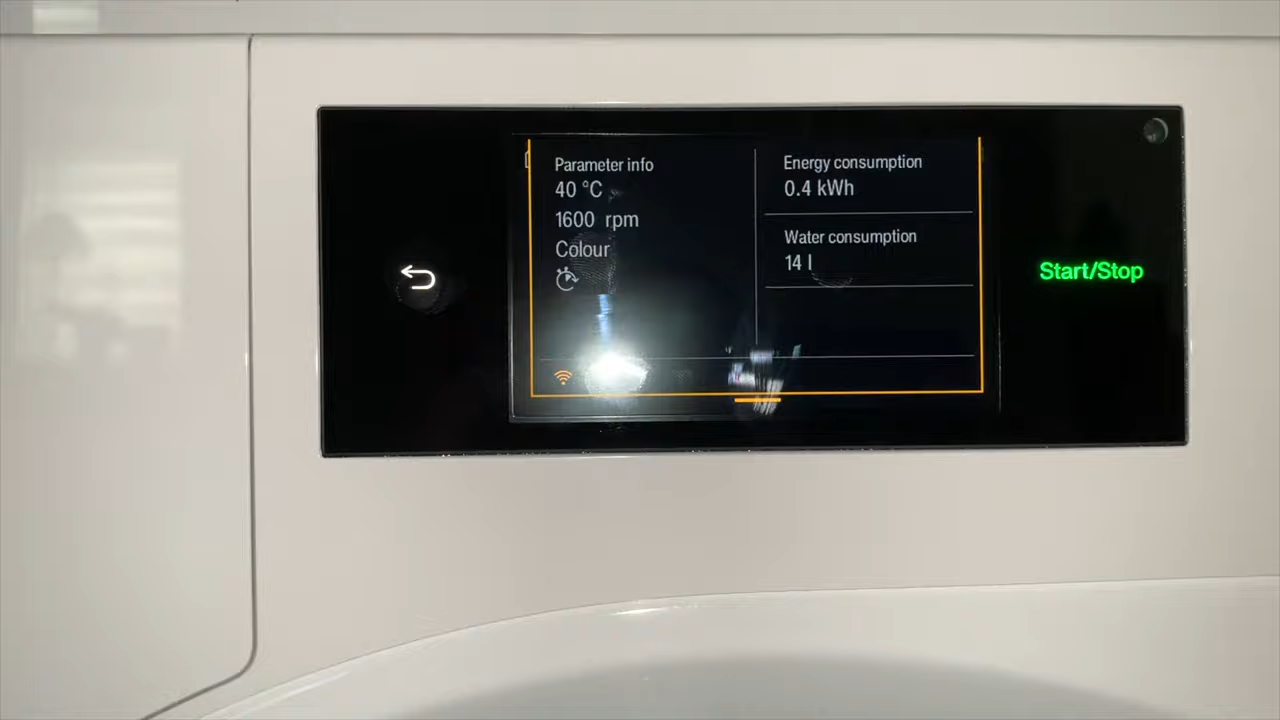 Parameter info
40 °C
1600 rpm
Colour
Energy consumption
0.4 kWh
Water consumption
14 l
Start/Stop